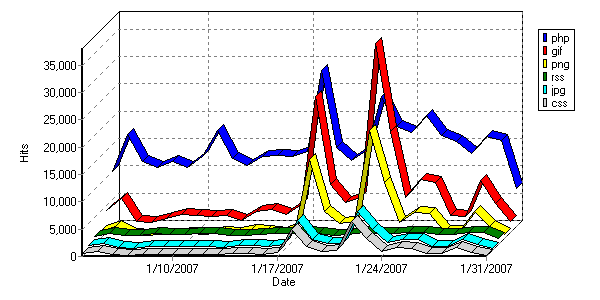 php
gif
png
rss
jpg
css
Hits
35,000
30,000
25,000
20,000
15,000
10,000
5,000
0
1/10/2007
1/17/2007
1/24/2007
1/31/2007
Date